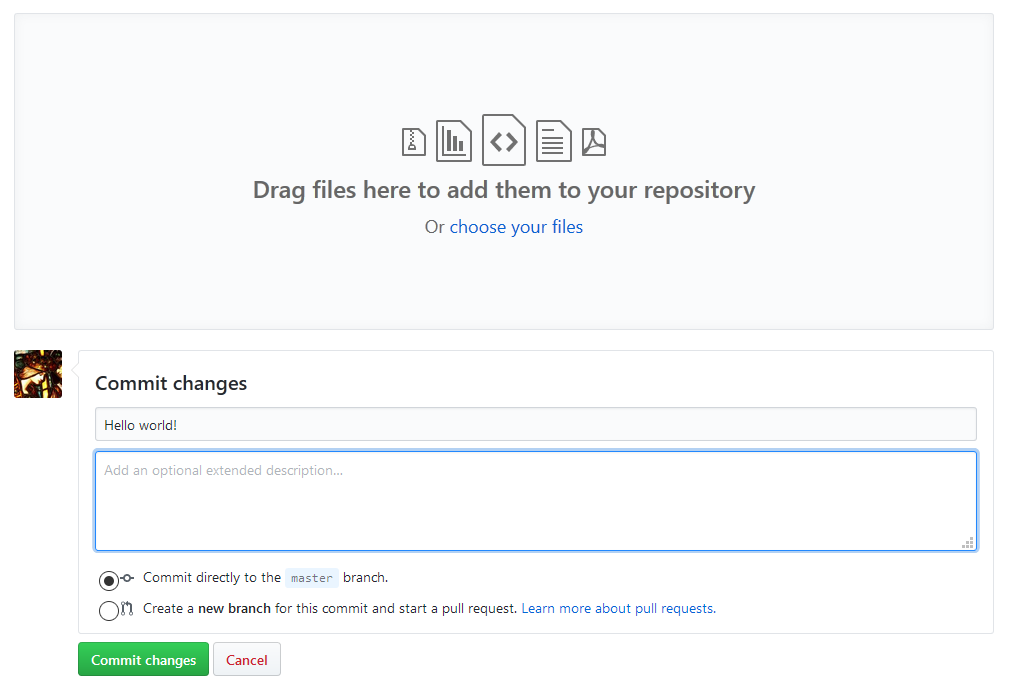 Drag files here to add them to your repository
Or choose your files
Commit changes
Hello world!
Add an optional extended description...
Commit directly to the master branch.
Create a new branch for this commit and start a pull request. Learn more about pull requests.
Commit changes Cancel